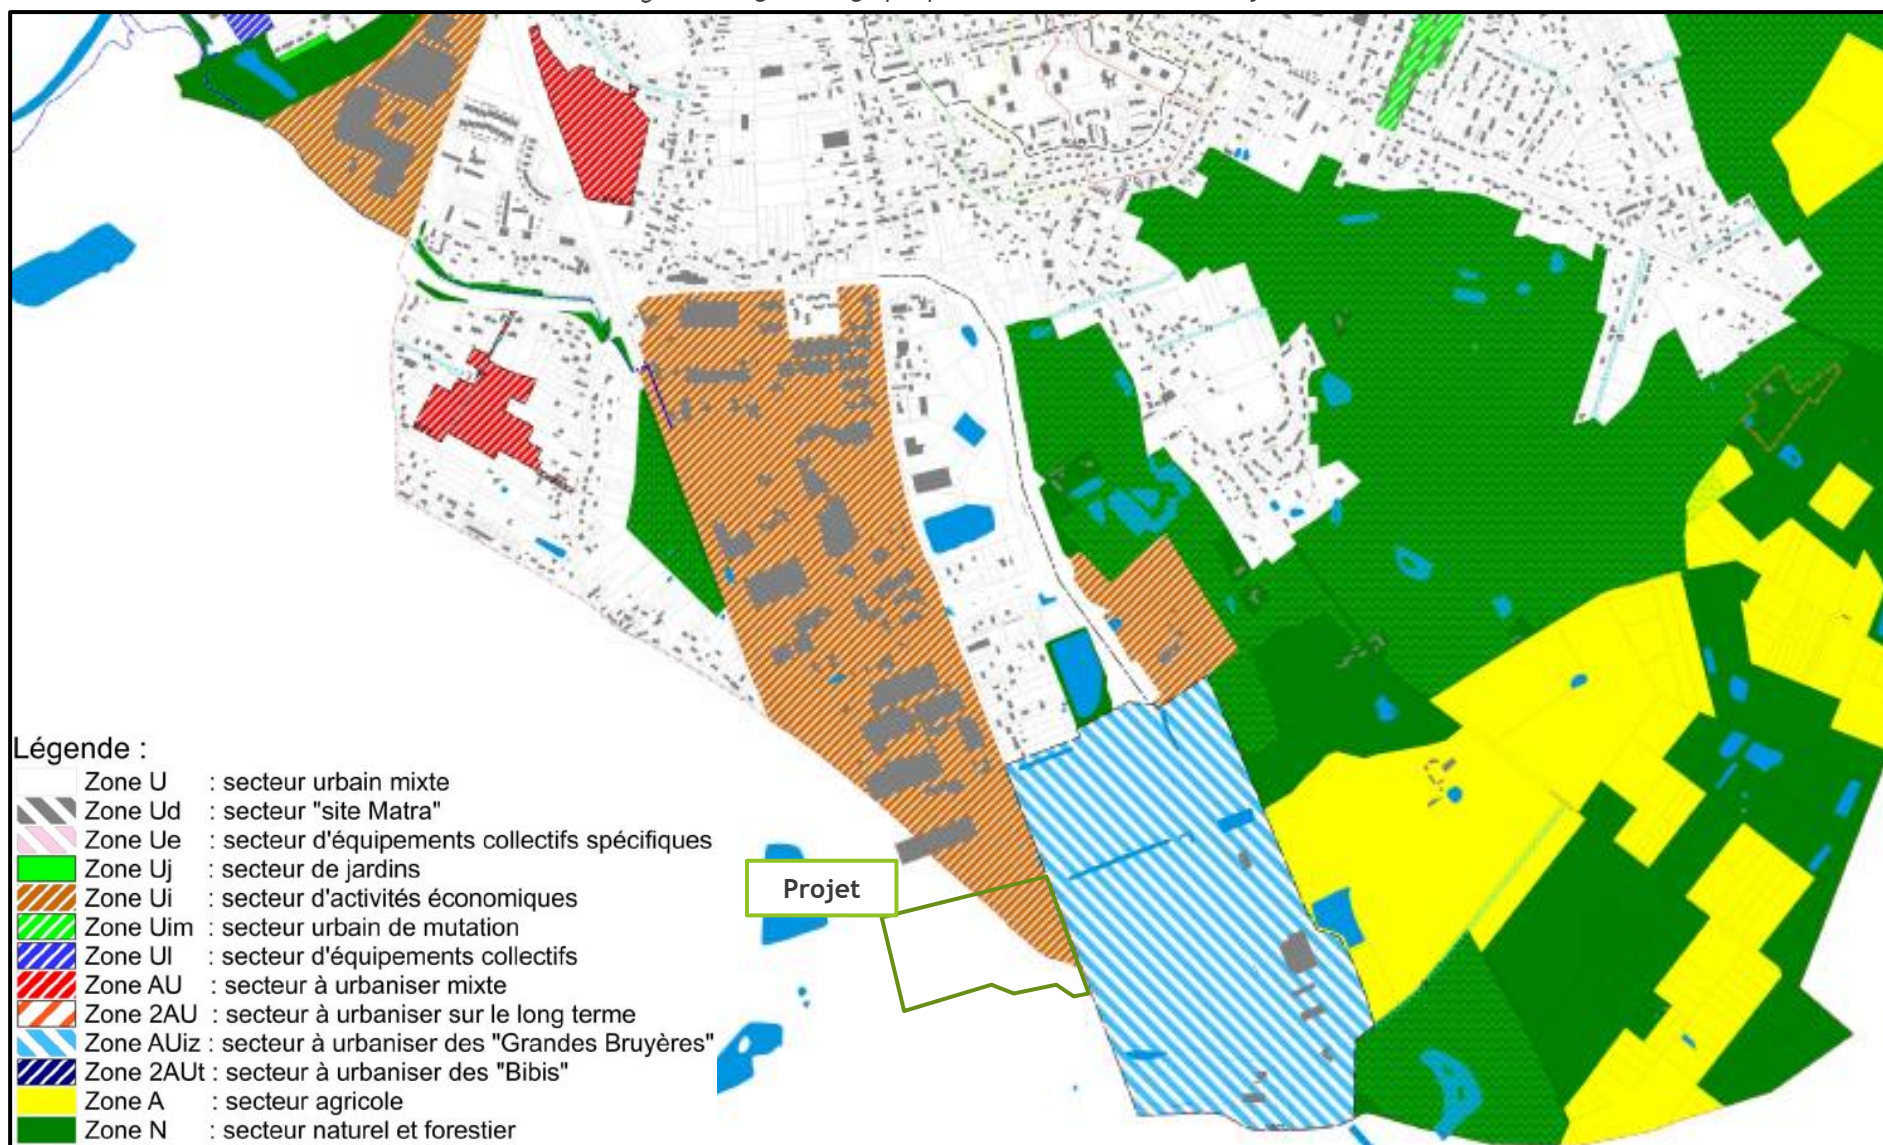 Projet
Légende :
Zone U : secteur urbain mixte
Zone Ud : secteur "site Matra"
Zone Ue : secteur d'équipements collectifs spécifiques
Zone Uj : secteur de jardins
Zone Ui : secteur d'activités économiques
Zone Uim : secteur urbain de mutation
Zone Ul : secteur d'équipements collectifs
Zone AU : secteur à urbaniser mixte
Zone 2AU : secteur à urbaniser sur le long terme
Zone AUiz : secteur à urbaniser des "Grandes Bruyères"
Zone 2AUt : secteur à urbaniser des "Bibis"
Zone A : secteur agricole
Zone N : secteur naturel et forestier